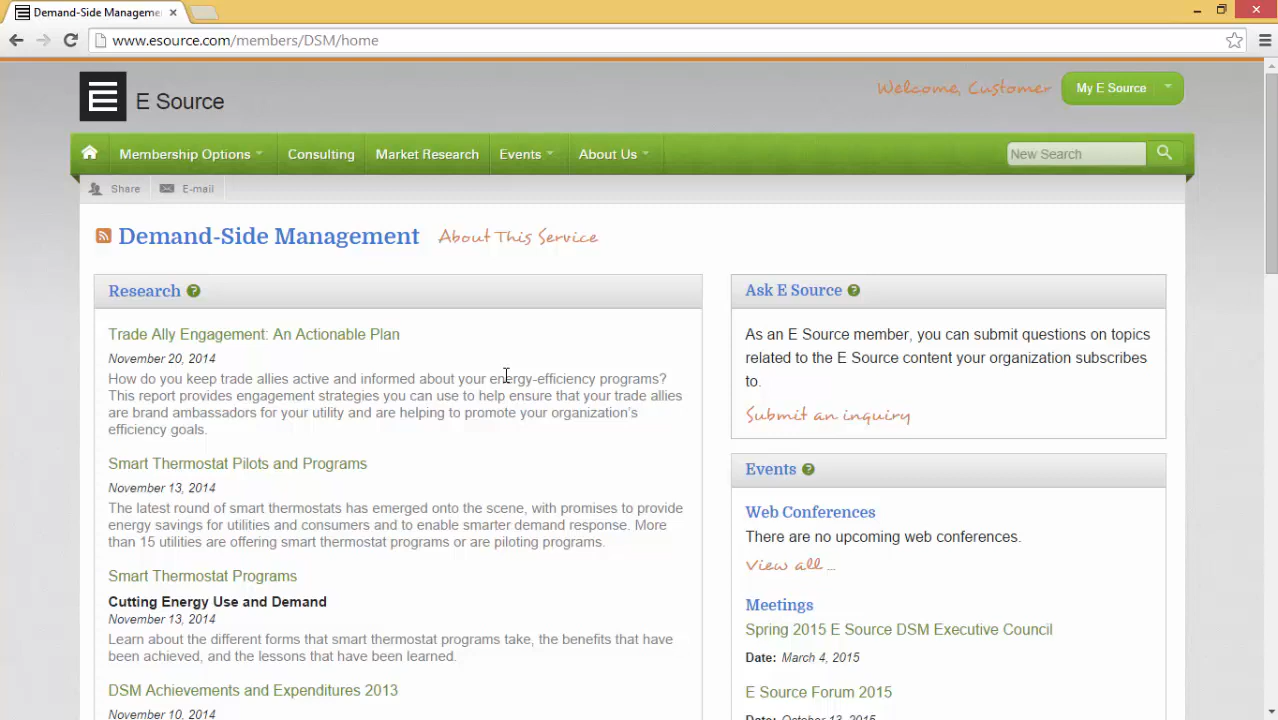 Demand-Side Manageme
www.esource.com/members/DSM/home
E Source
Welcome, Customer
My E Source
Membership Options
Consulting
Market Research
Events
About Us
New Search
Share
E-mail
Demand-Side Management
About This Service
Research
Trade Ally Engagement: An Actionable Plan
November 20, 2014
How do you keep trade allies active and informed about your energy-efficiency programs?
This report provides engagement strategies you can use to help ensure that your trade allies
are brand ambassadors for your utility and are helping to promote your organization's
efficiency goals.
Smart Thermostat Pilots and Programs
November 13, 2014
The latest round of smart thermostats has emerged onto the scene, with promises to provide
energy savings for utilities and consumers and to enable smarter demand response. More
than 15 utilities are offering smart thermostat programs or are piloting programs.
Smart Thermostat Programs
Cutting Energy Use and Demand
November 13, 2014
Learn about the different forms that smart thermostat programs take, the benefits that have
been achieved, and the lessons that have been learned.
DSM Achievements and Expenditures 2013
November 10, 2014
Ask E Source
As an E Source member, you can submit questions on topics
related to the E Source content your organization subscribes
to.
Submit an inquiry
Events
Web Conferences
There are no upcoming web conferences.
View all ...
Meetings
Spring 2015 E Source DSM Executive Council
Date: March 4, 2015
E Source Forum 2015
Date: October 13, 2015